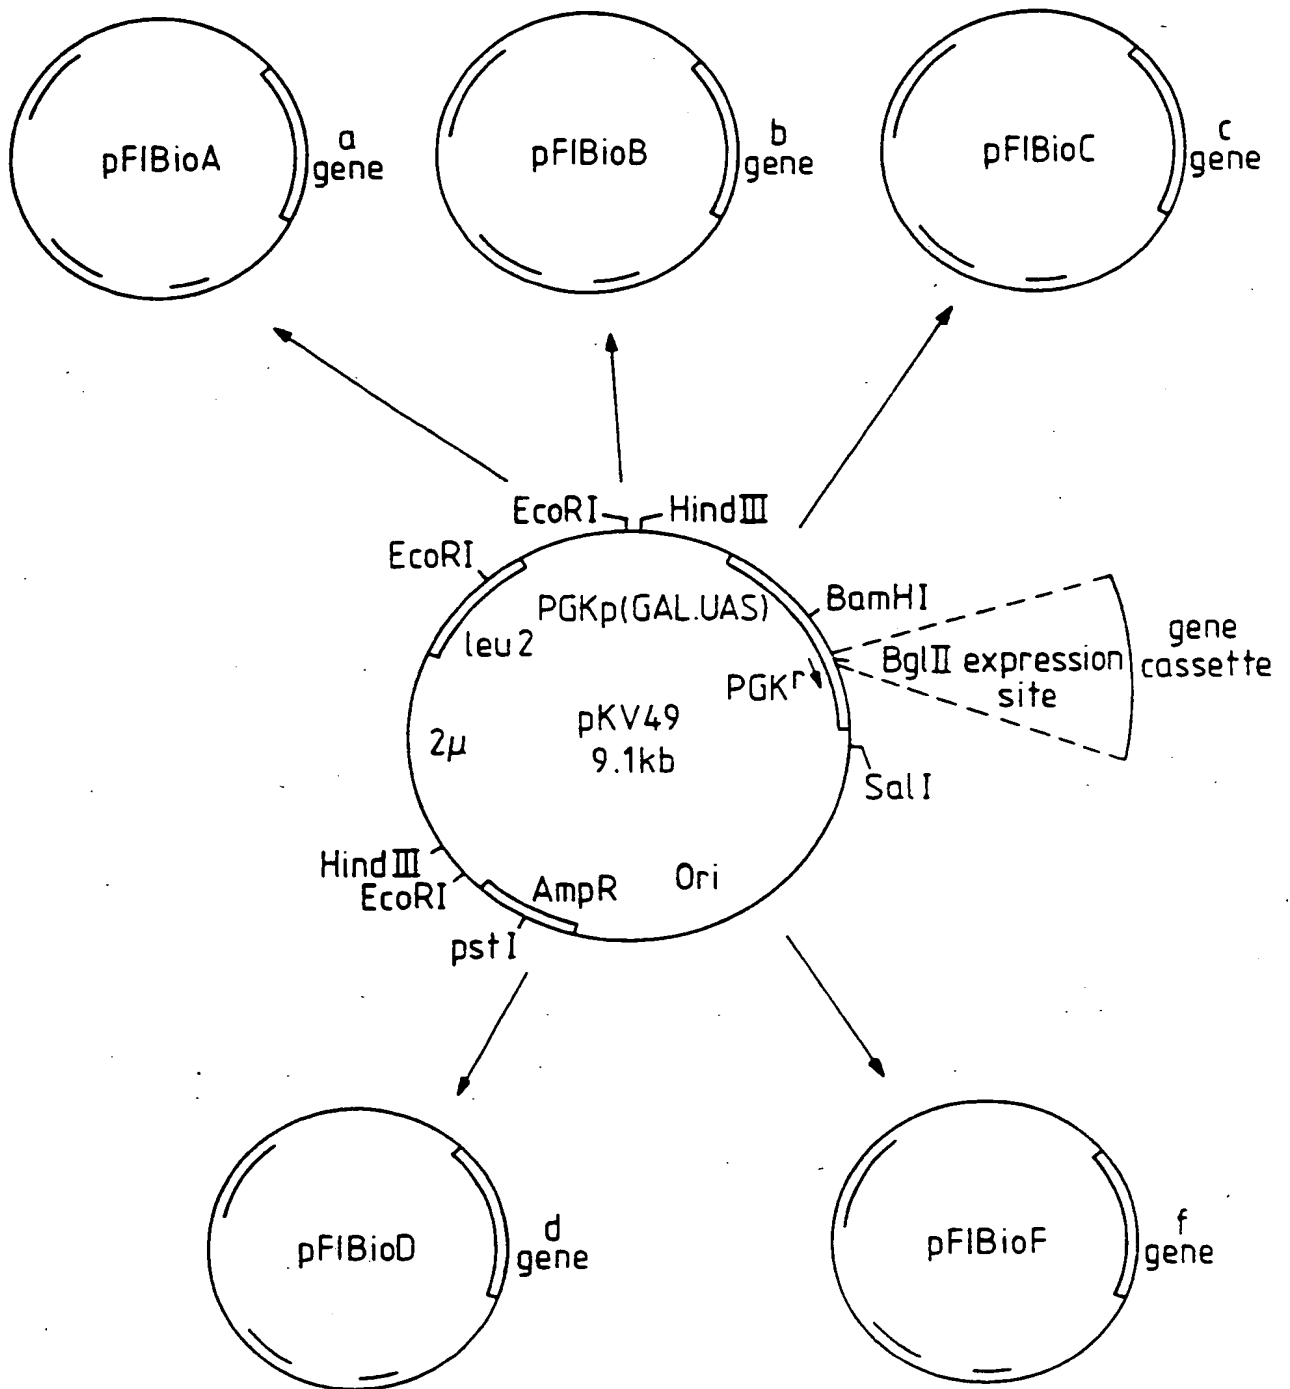 pFIBioA
a
gene
pFIBioB
b
gene
pFIBioC
c
gene
EcoRI
HindIII
EcoRI
BamHI
PGKp(GAL.UAS)
leu2
BglII expression
site
gene
cassette
PGKr
pKV49
9.1kb
2μ
SalI
HindIII
EcoRI
AmpR
Ori
pstI
pFIBioD
d
gene
pFIBioF
f
gene